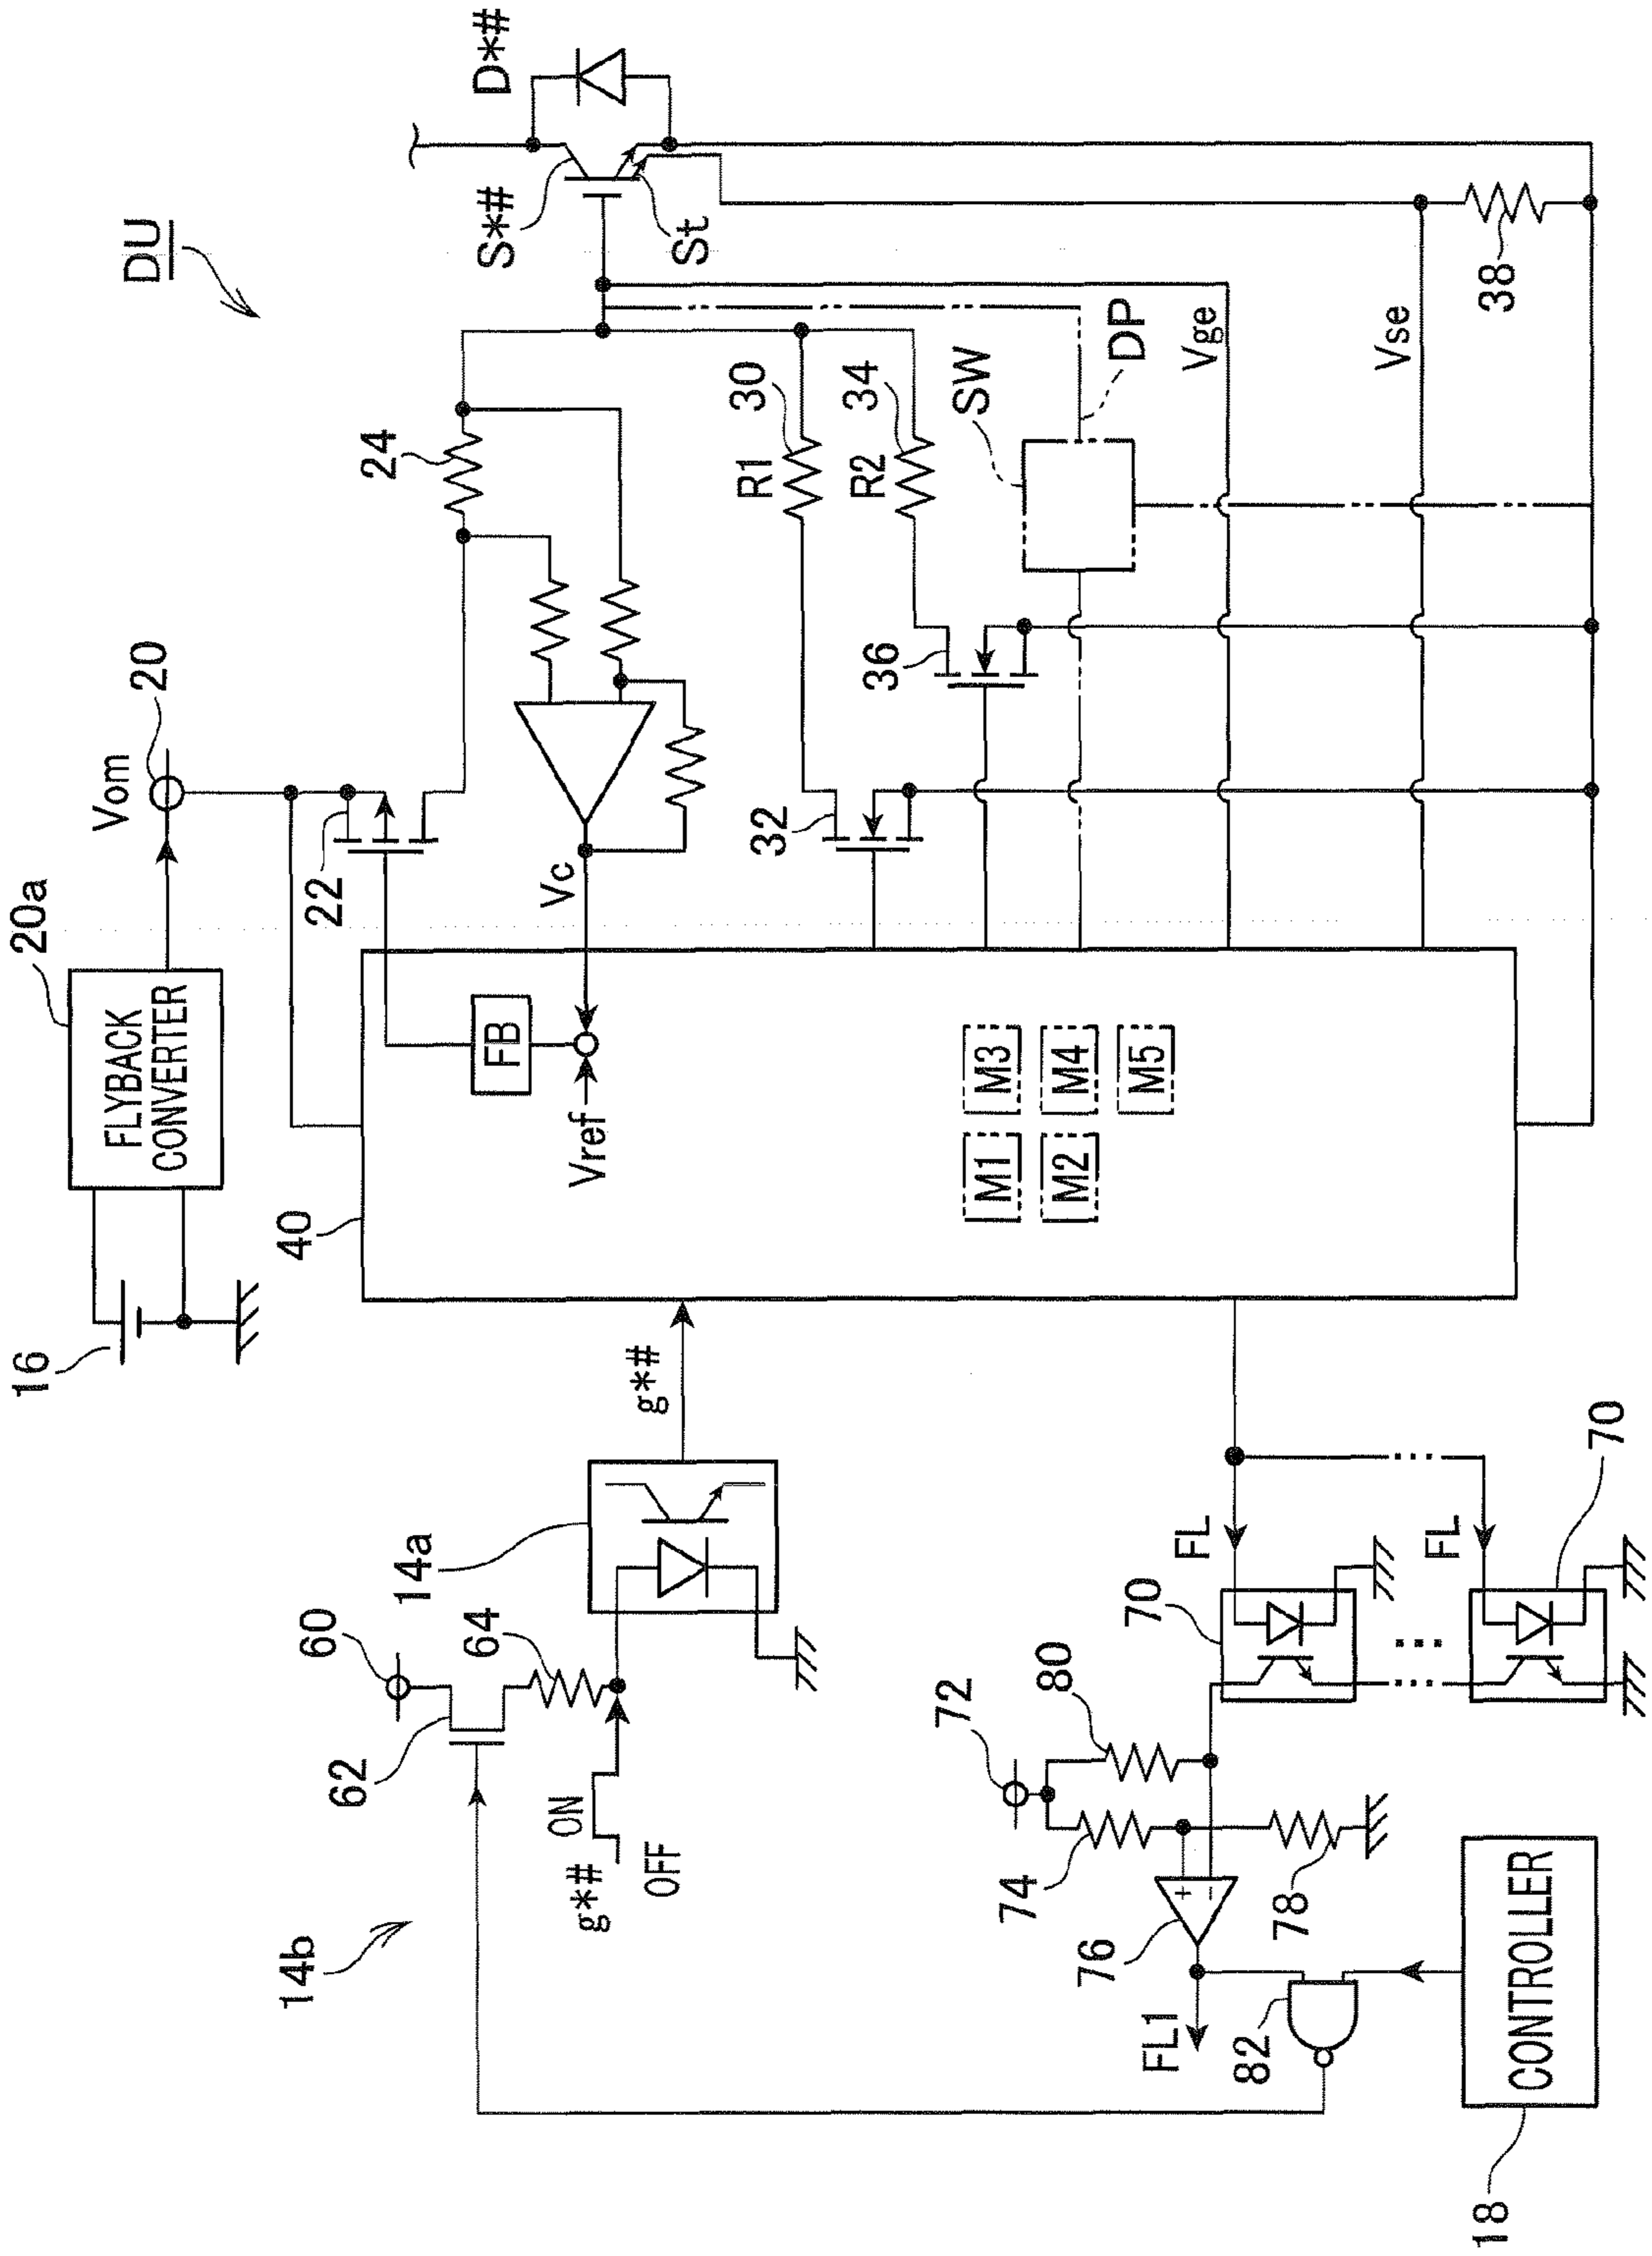 DU
20a
FLYBACK
CONVERTER
16
Vom
20
22
24
D*#
S*#
St
40
FB
Vref
Vc
R1
30
R2
34
32
36
SW
DP
Vge
Vse
38
M1
M3
M2
M4
M5
g*#
14a
14b
60
62
64
g*#
ON
OFF
72
74
80
76
78
+
−
FL1
82
FL
70
FL
70
CONTROLLER
18